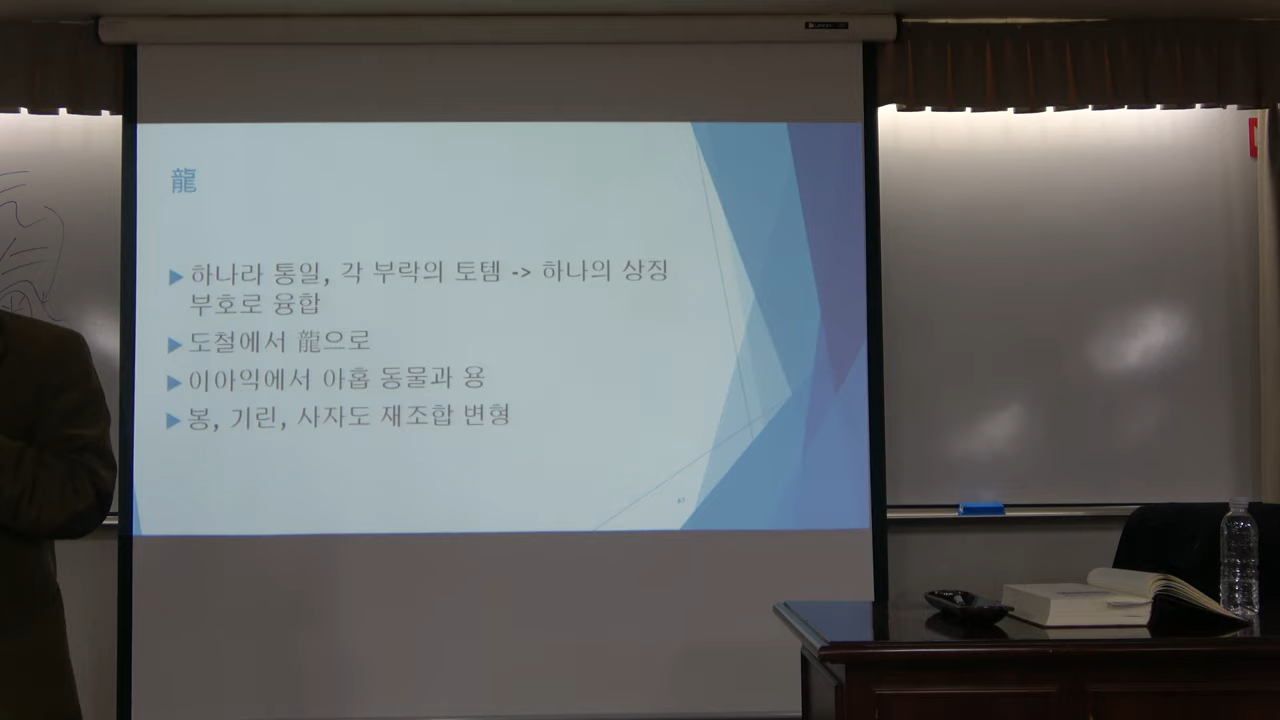 龍
하나라 통일, 각 부락의 토템 -> 하나의 상징
부호로 융합
도철에서 龍으로
이아익에서 아홉 동물과 용
봉, 기린, 사자도 재조합 변형